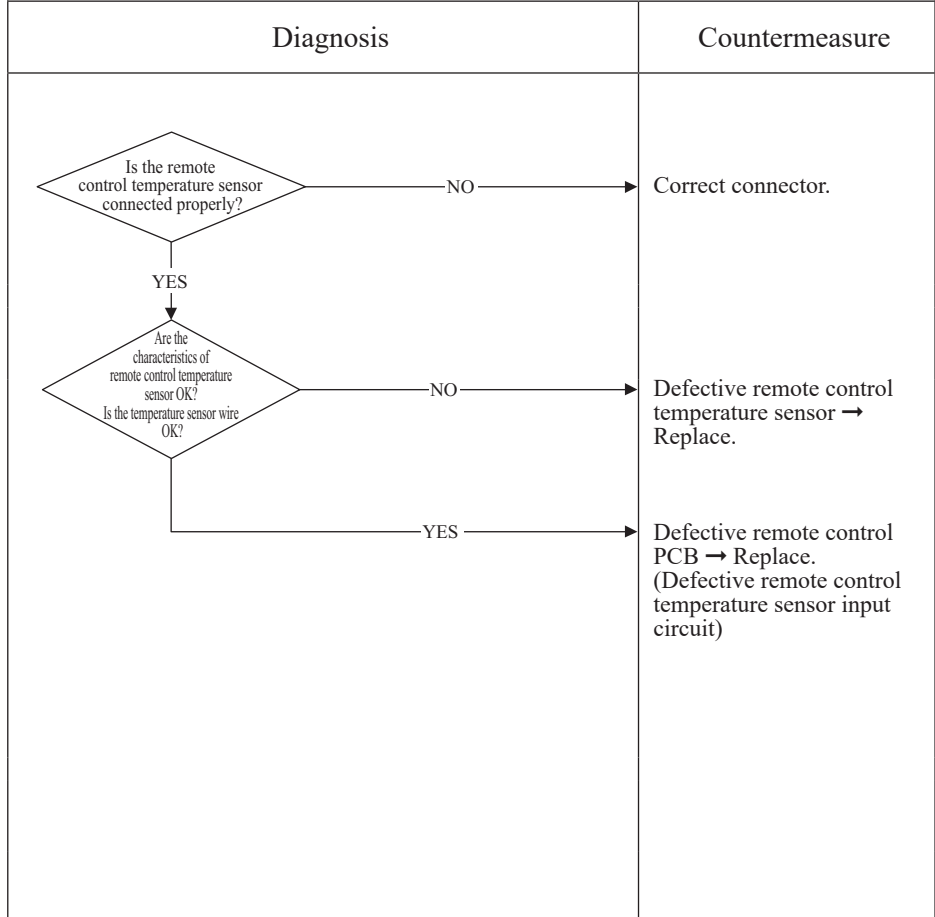 Diagnosis
Countermeasure
Is the remote
control temperature sensor
connected properly?
NO
Correct connector.
YES
Are the
characteristics of
remote control temperature
sensor OK?
Is the temperature sensor wire
OK?
NO
Defective remote control
temperature sensor ➞
Replace.
YES
Defective remote control
PCB ➞ Replace.
(Defective remote control
temperature sensor input
circuit)